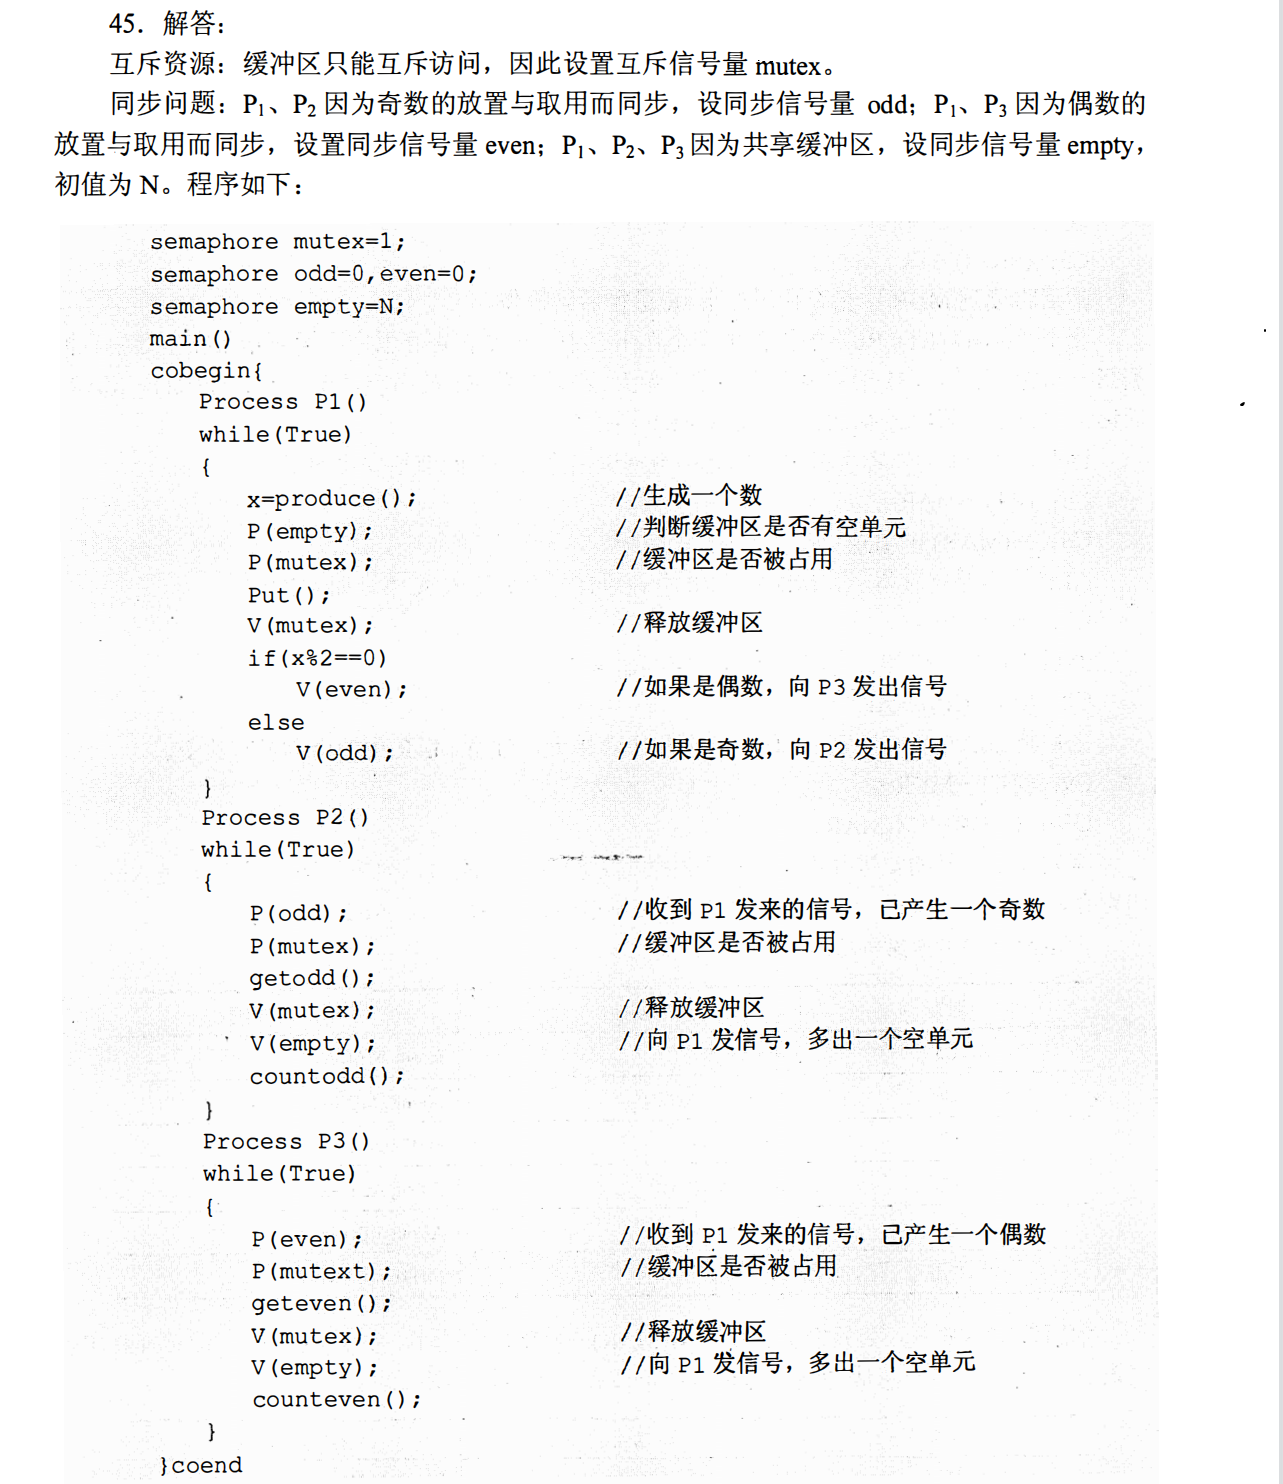 45．解答：
互斥资源：缓冲区只能互斥访问，因此设置互斥信号量 mutex。
同步问题：P₁、P₂ 因为奇数的放置与取用而同步，设同步信号量 odd；P₁、P₃ 因为偶数的
放置与取用而同步，设置同步信号量 even；P₁、P₂、P₃ 因为共享缓冲区，设同步信号量 empty，
初值为 N。程序如下：
semaphore mutex=1;
semaphore odd=0,even=0;
semaphore empty=N;
main()
cobegin{
Process P1()
while(True)
{
x=produce(); //生成一个数
P(empty); //判断缓冲区是否有空单元
P(mutex); //缓冲区是否被占用
Put();
V(mutex); //释放缓冲区
if(x%2==0)
V(even); //如果是偶数，向 P3 发出信号
else
V(odd); //如果是奇数，向 P2 发出信号
}
Process P2()
while(True)
{
P(odd); //收到 P1 发来的信号，已产生一个奇数
P(mutex); //缓冲区是否被占用
getodd();
V(mutex); //释放缓冲区
V(empty); //向 P1 发信号，多出一个空单元
countodd();
}
Process P3()
while(True)
{
P(even); //收到 P1 发来的信号，已产生一个偶数
P(mutext); //缓冲区是否被占用
geteven();
V(mutex); //释放缓冲区
V(empty); //向 P1 发信号，多出一个空单元
counteven();
}
}coend